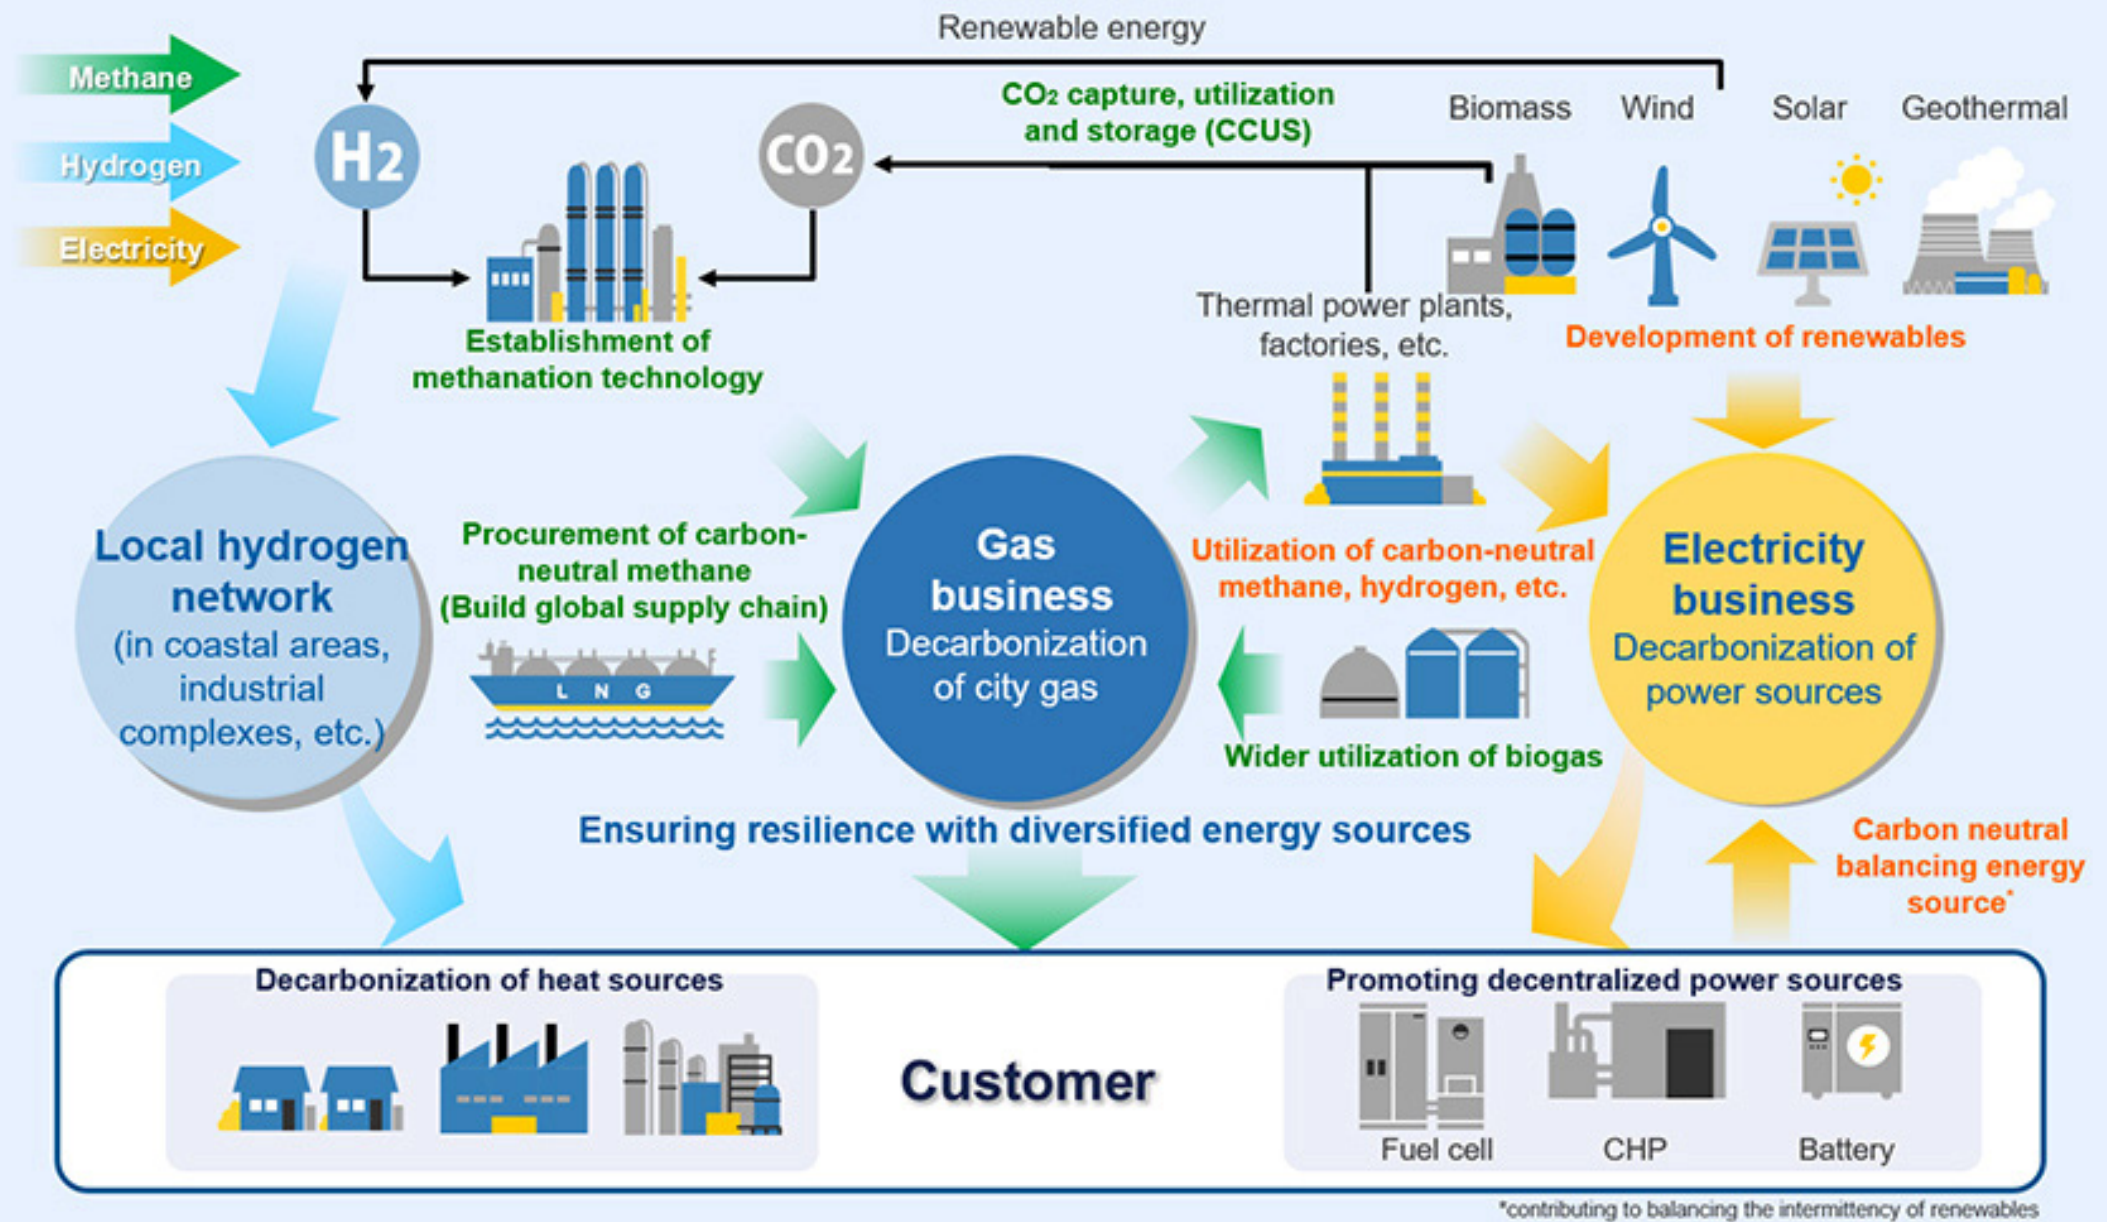 Renewable energy
Methane
Hydrogen
Electricity
H2
CO2
CO₂ capture, utilization
and storage (CCUS)
Biomass
Wind
Solar
Geothermal
Establishment of
methanation technology
Thermal power plants,
factories, etc.
Development of renewables
Local hydrogen
network
(in coastal areas,
industrial
complexes, etc.)
Procurement of carbon-
neutral methane
(Build global supply chain)
L N G
Gas
business
Decarbonization
of city gas
Utilization of carbon-neutral
methane, hydrogen, etc.
Wider utilization of biogas
Electricity
business
Decarbonization of
power sources
Ensuring resilience with diversified energy sources
Carbon neutral
balancing energy
source*
Decarbonization of heat sources
Customer
Promoting decentralized power sources
Fuel cell
CHP
Battery
*contributing to balancing the intermittency of renewables